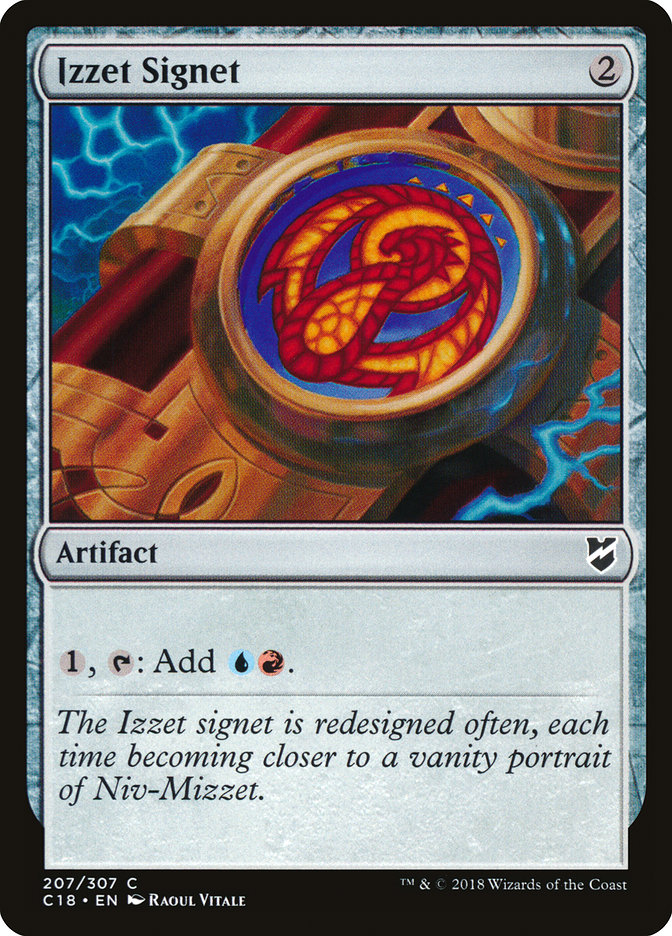 Izzet Signet 2
Artifact
1, T: Add UR.
The Izzet signet is redesigned often, each
time becoming closer to a vanity portrait
of Niv-Mizzet.
207/307 C
C18 • EN Raoul Vitale
™ & © 2018 Wizards of the Coast